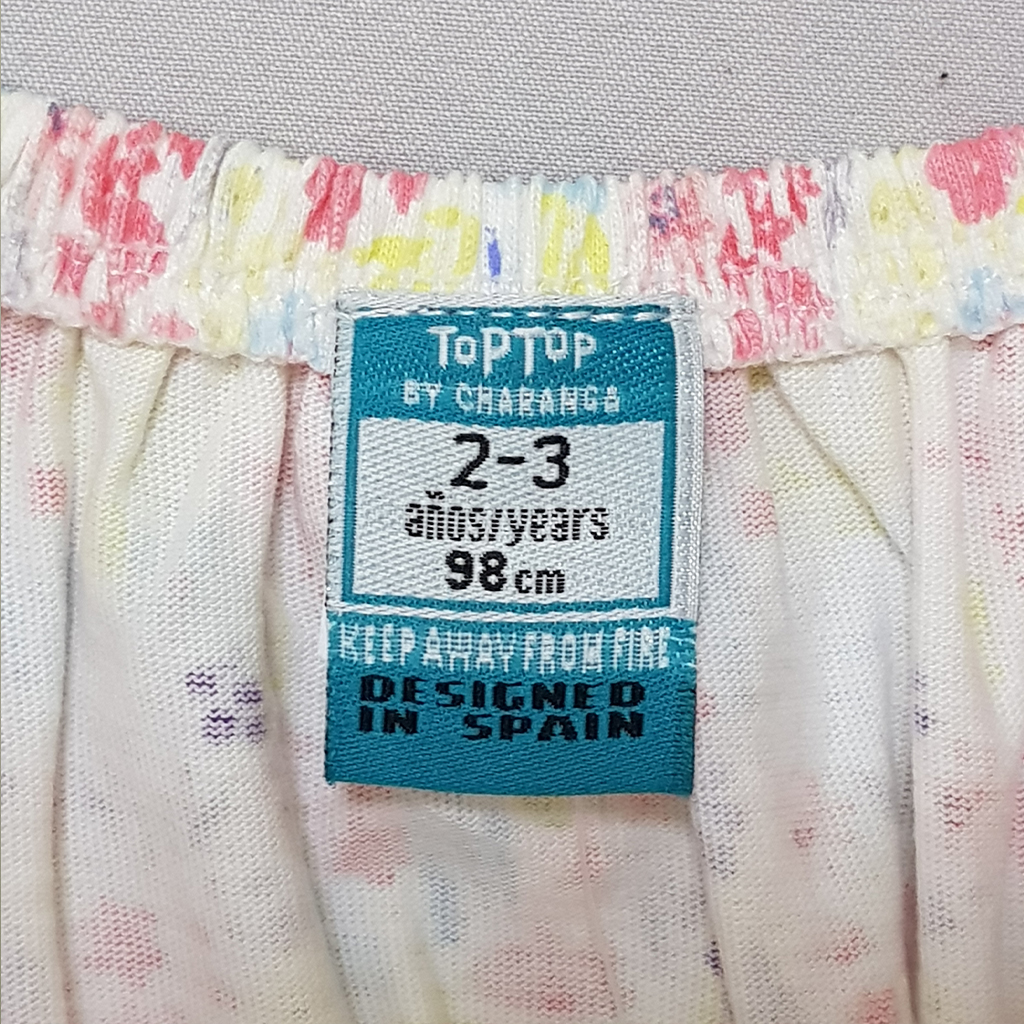 TOPTOP
BY CHARANGA
2-3
años/years
98cm
KEEP AWAY FROM FIRE
DESIGNED
IN SPAIN